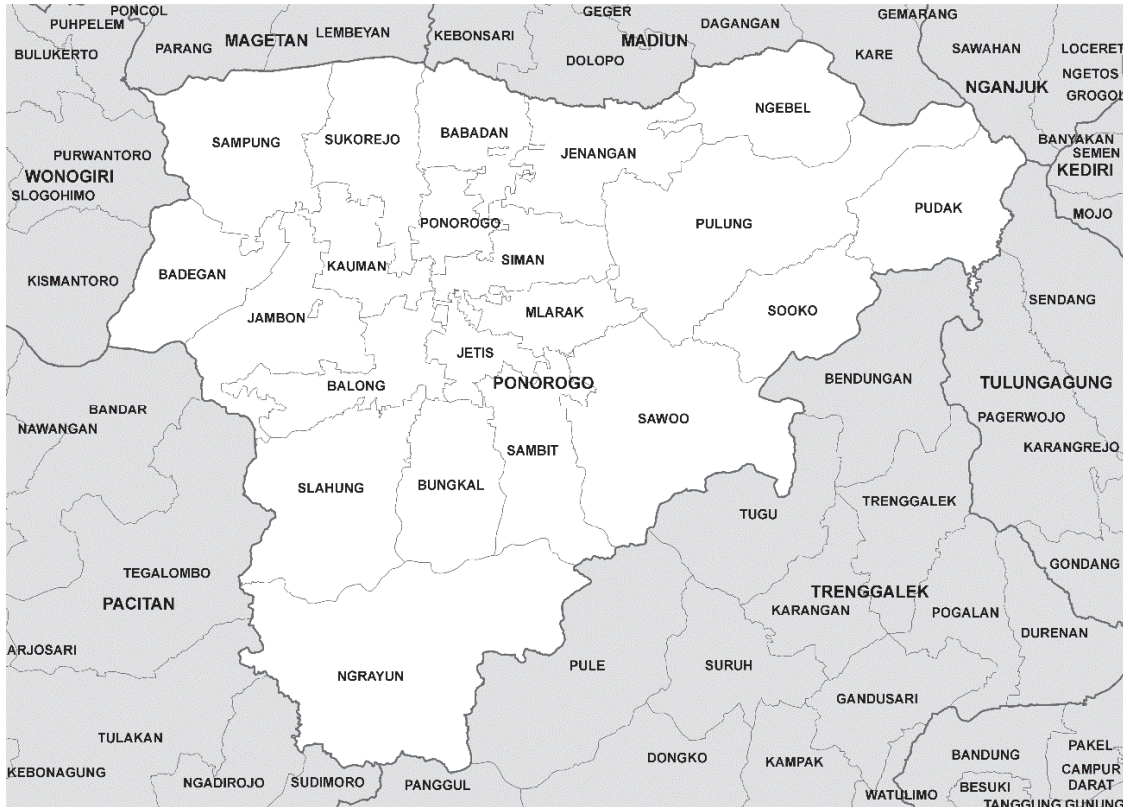 PONCOL
PUHPELEM
BULUKERTO
PARANG
MAGETAN
LEMBEYAN
KEBONSARI
GEGER
MADIUN
DOLOPO
DAGANGAN
GEMARANG
KARE
SAWAHAN
LOCERET
NGETOS
NGANJUK
GROGOL
BANYAKAN
SEMEN
KEDIRI
MOJO
PURWANTORO
WONOGIRI
SLOGOHIMO
KISMANTORO
SAMPUNG
SUKOREJO
BABADAN
JENANGAN
NGEBEL
PONOROGO
PULUNG
PUDAK
BADEGAN
KAUMAN
SIMAN
JAMBON
MLARAK
SOOKO
SENDANG
JETIS
BALONG
PONOROGO
BENDUNGAN
TULUNGAGUNG
BANDAR
NAWANGAN
SAWOO
PAGERWOJO
KARANGREJO
SAMBIT
SLAHUNG
BUNGKAL
TUGU
TRENGGALEK
TEGALOMBO
PACITAN
GONDANG
TRENGGALEK
KARANGAN
POGALAN
DURENAN
ARJOSARI
NGRAYUN
PULE
SURUH
GANDUSARI
TULAKAN
KEBONAGUNG
NGADIROJO
SUDIMORO
PANGGUL
DONGKO
KAMPAK
WATULIMO
BANDUNG
BESUKI
PAKEL
CAMPUR
DARAT
TANGGUNG GUNUNG